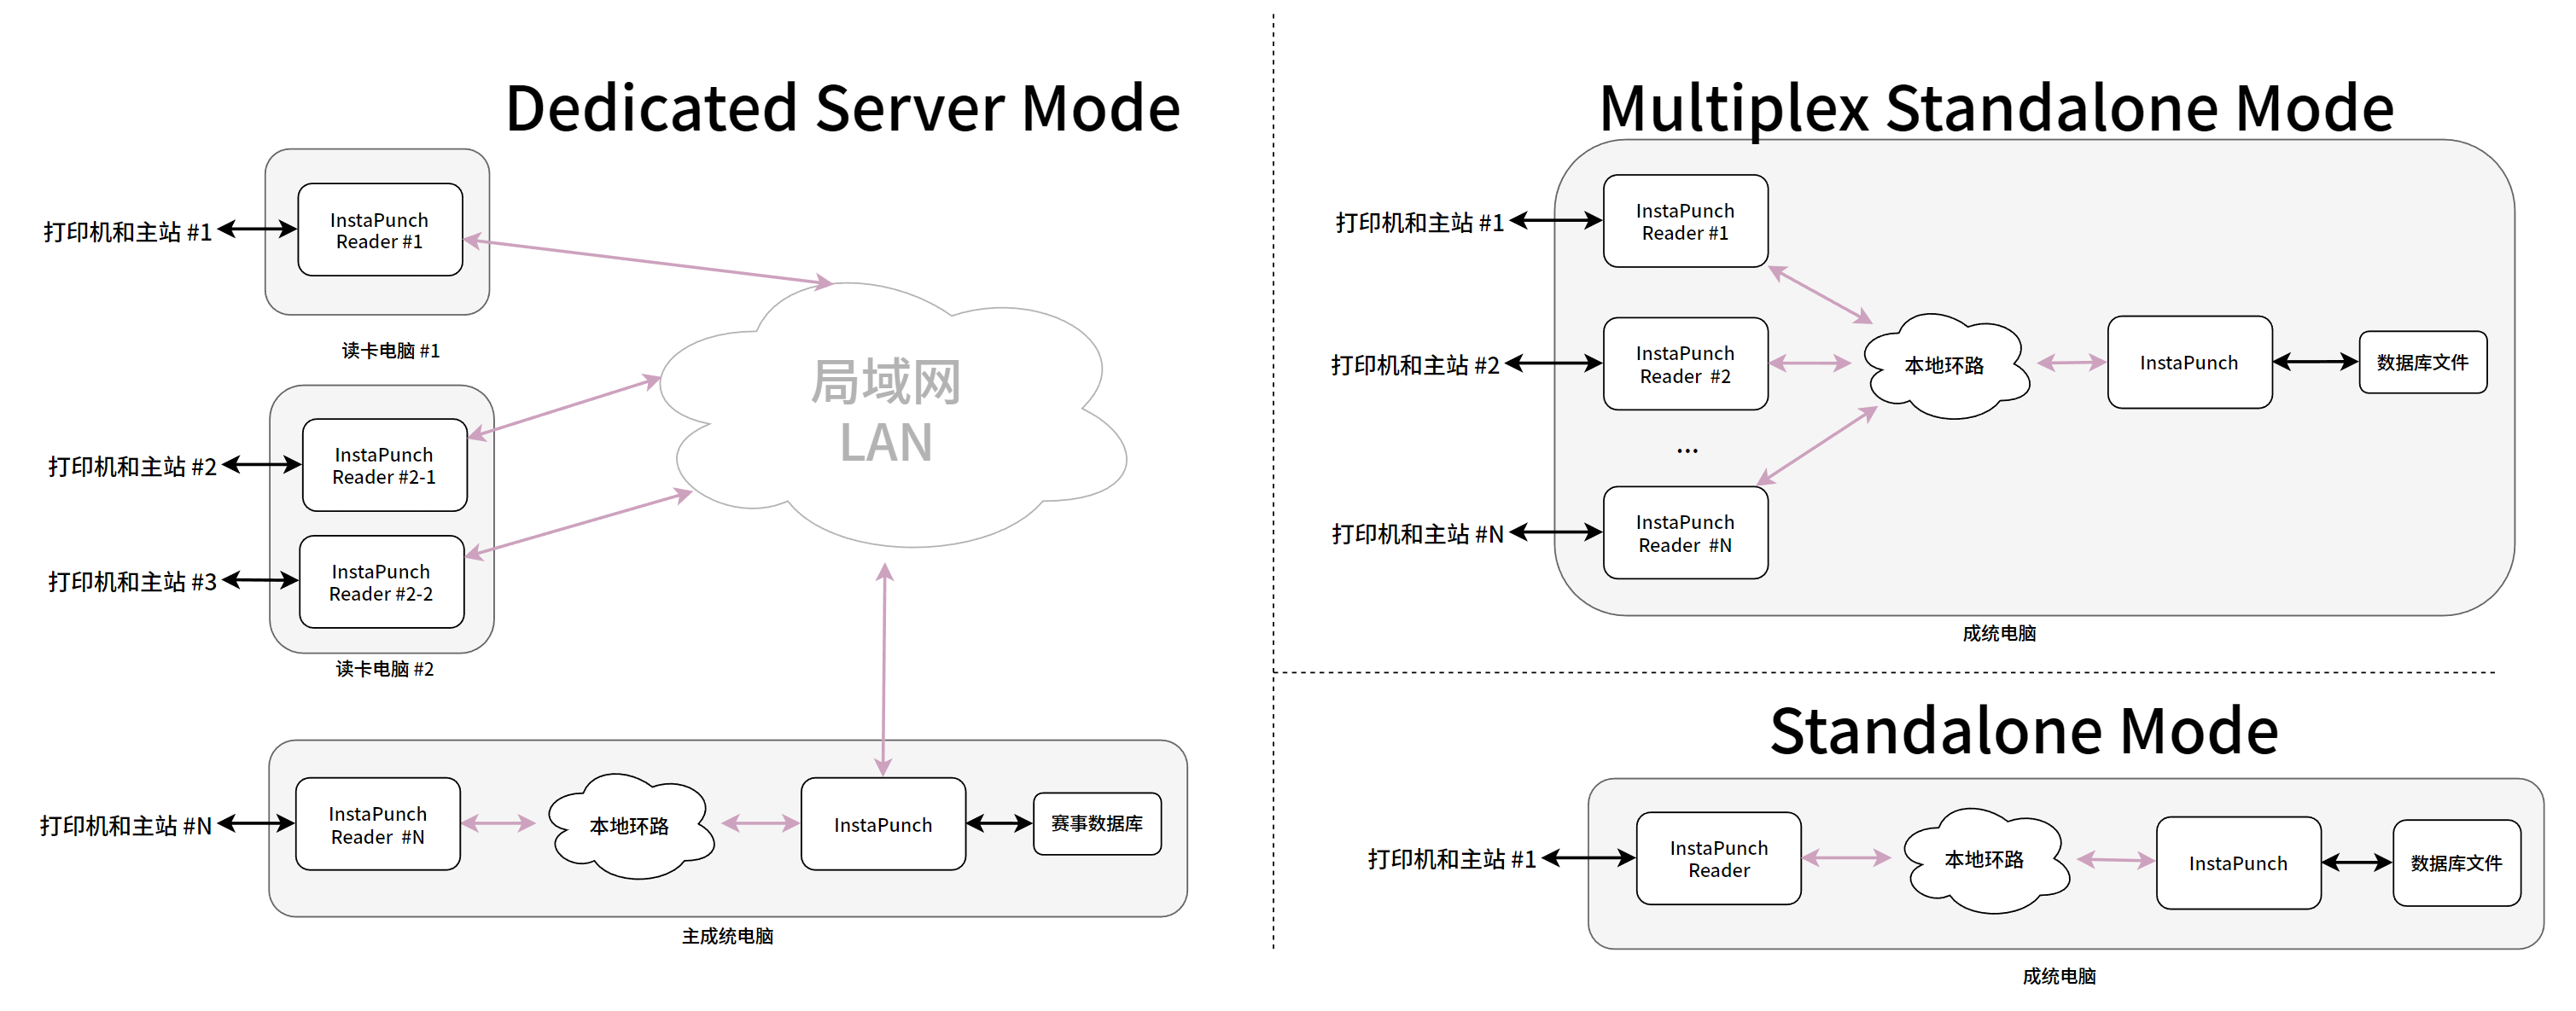 Dedicated Server Mode
打印机和主站 #1
InstaPunch
Reader #1
读卡电脑 #1
局域网
LAN
打印机和主站 #2
InstaPunch
Reader #2-1
打印机和主站 #3
InstaPunch
Reader #2-2
读卡电脑 #2
打印机和主站 #N
InstaPunch
Reader #N
本地环路
InstaPunch
赛事数据库
主成统电脑
Multiplex Standalone Mode
打印机和主站 #1
InstaPunch
Reader #1
打印机和主站 #2
InstaPunch
Reader #2
本地环路
InstaPunch
数据库文件
...
打印机和主站 #N
InstaPunch
Reader #N
成统电脑
Standalone Mode
打印机和主站 #1
InstaPunch
Reader
本地环路
InstaPunch
数据库文件
成统电脑